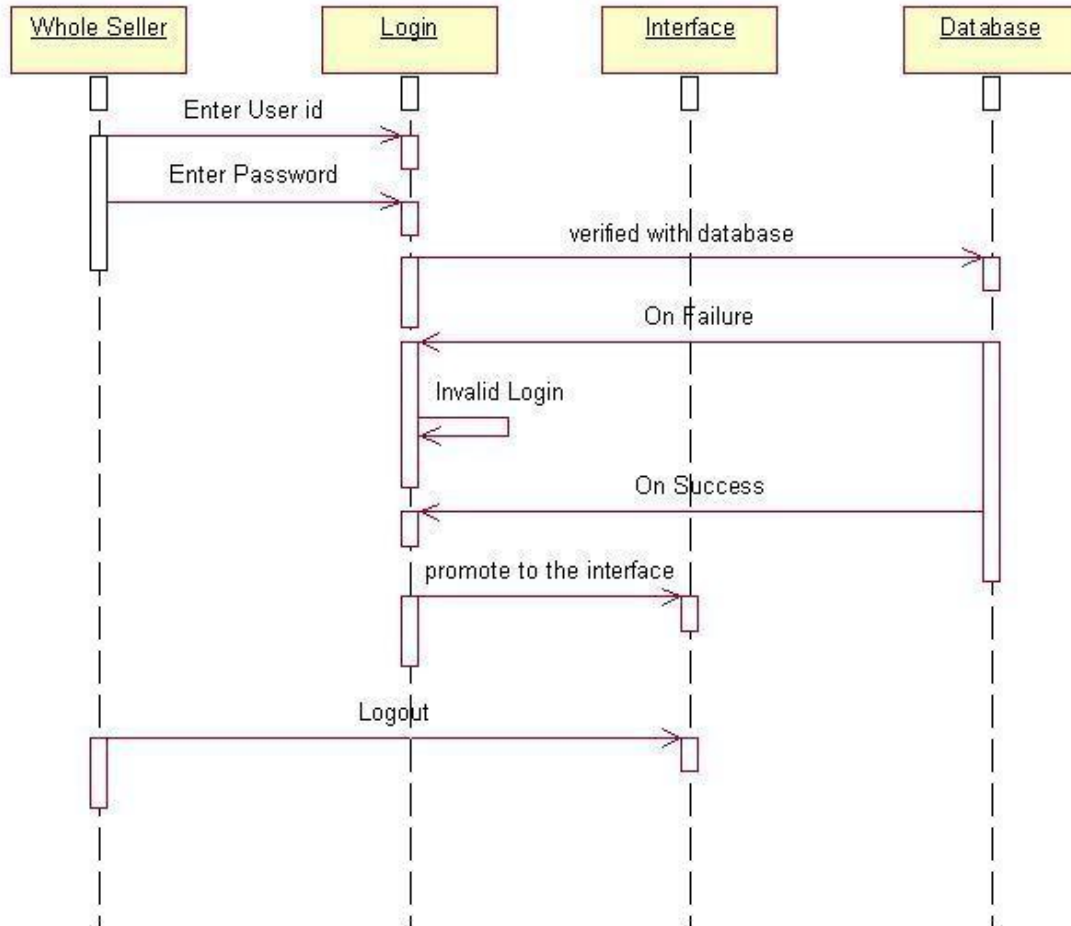 Whole Seller
Login
Interface
Database
Enter User id
Enter Password
verified with database
On Failure
Invalid Login
On Success
promote to the interface
Logout